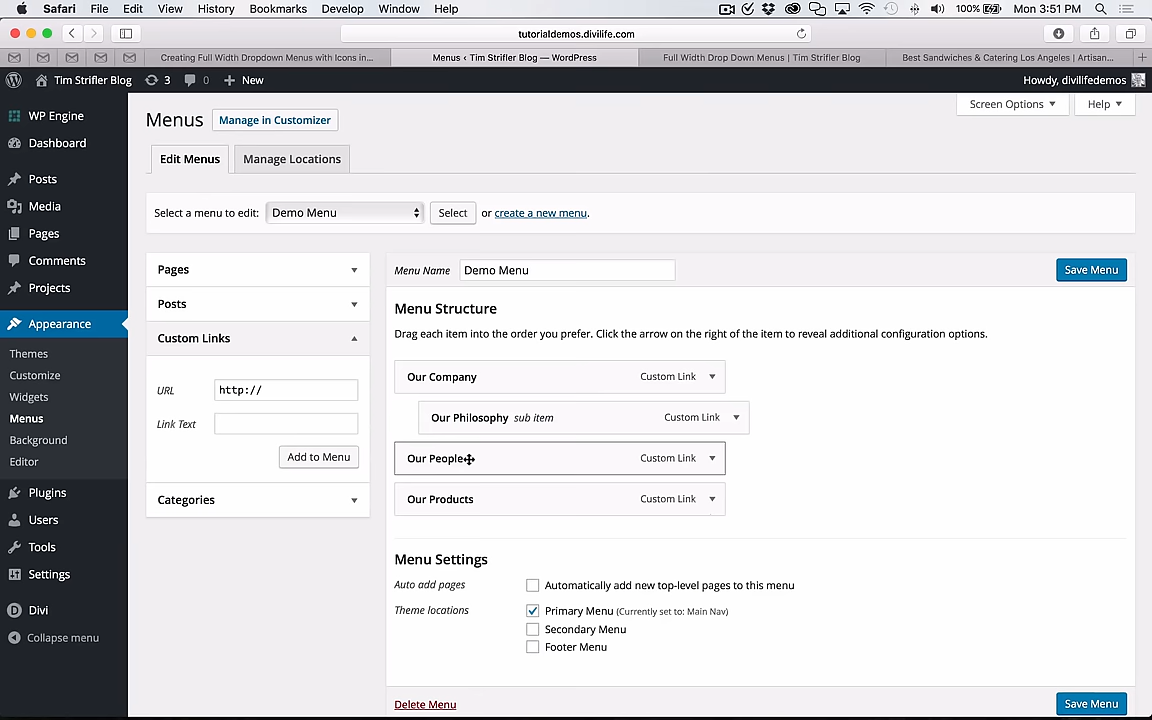 Safari File Edit View History Bookmarks Develop Window Help 100% Mon 3:51 PM
tutorialdemos.divilife.com
Creating Full Width Dropdown Menus with Icons in... Menus ‹ Tim Strifler Blog — WordPress Full Width Drop Down Menus | Tim Strifler Blog Best Sandwiches & Catering Los Angeles | Artisan...
Tim Strifler Blog 3 0 New Howdy, divilifedemos
Screen Options Help
Menus Manage in Customizer
Edit Menus Manage Locations
Select a menu to edit: Demo Menu Select or create a new menu.
WP Engine
Dashboard
Posts
Media
Pages
Comments
Projects
Appearance
Themes
Customize
Widgets
Menus
Background
Editor
Plugins
Users
Tools
Settings
Divi
Collapse menu
Pages
Posts
Custom Links
URL http://
Link Text
Add to Menu
Categories
Menu Name Demo Menu Save Menu
Menu Structure
Drag each item into the order you prefer. Click the arrow on the right of the item to reveal additional configuration options.
Our Company Custom Link
Our Philosophy sub item Custom Link
Our People Custom Link
Our Products Custom Link
Menu Settings
Auto add pages Automatically add new top-level pages to this menu
Theme locations Primary Menu (Currently set to: Main Nav)
Secondary Menu
Footer Menu
Delete Menu Save Menu